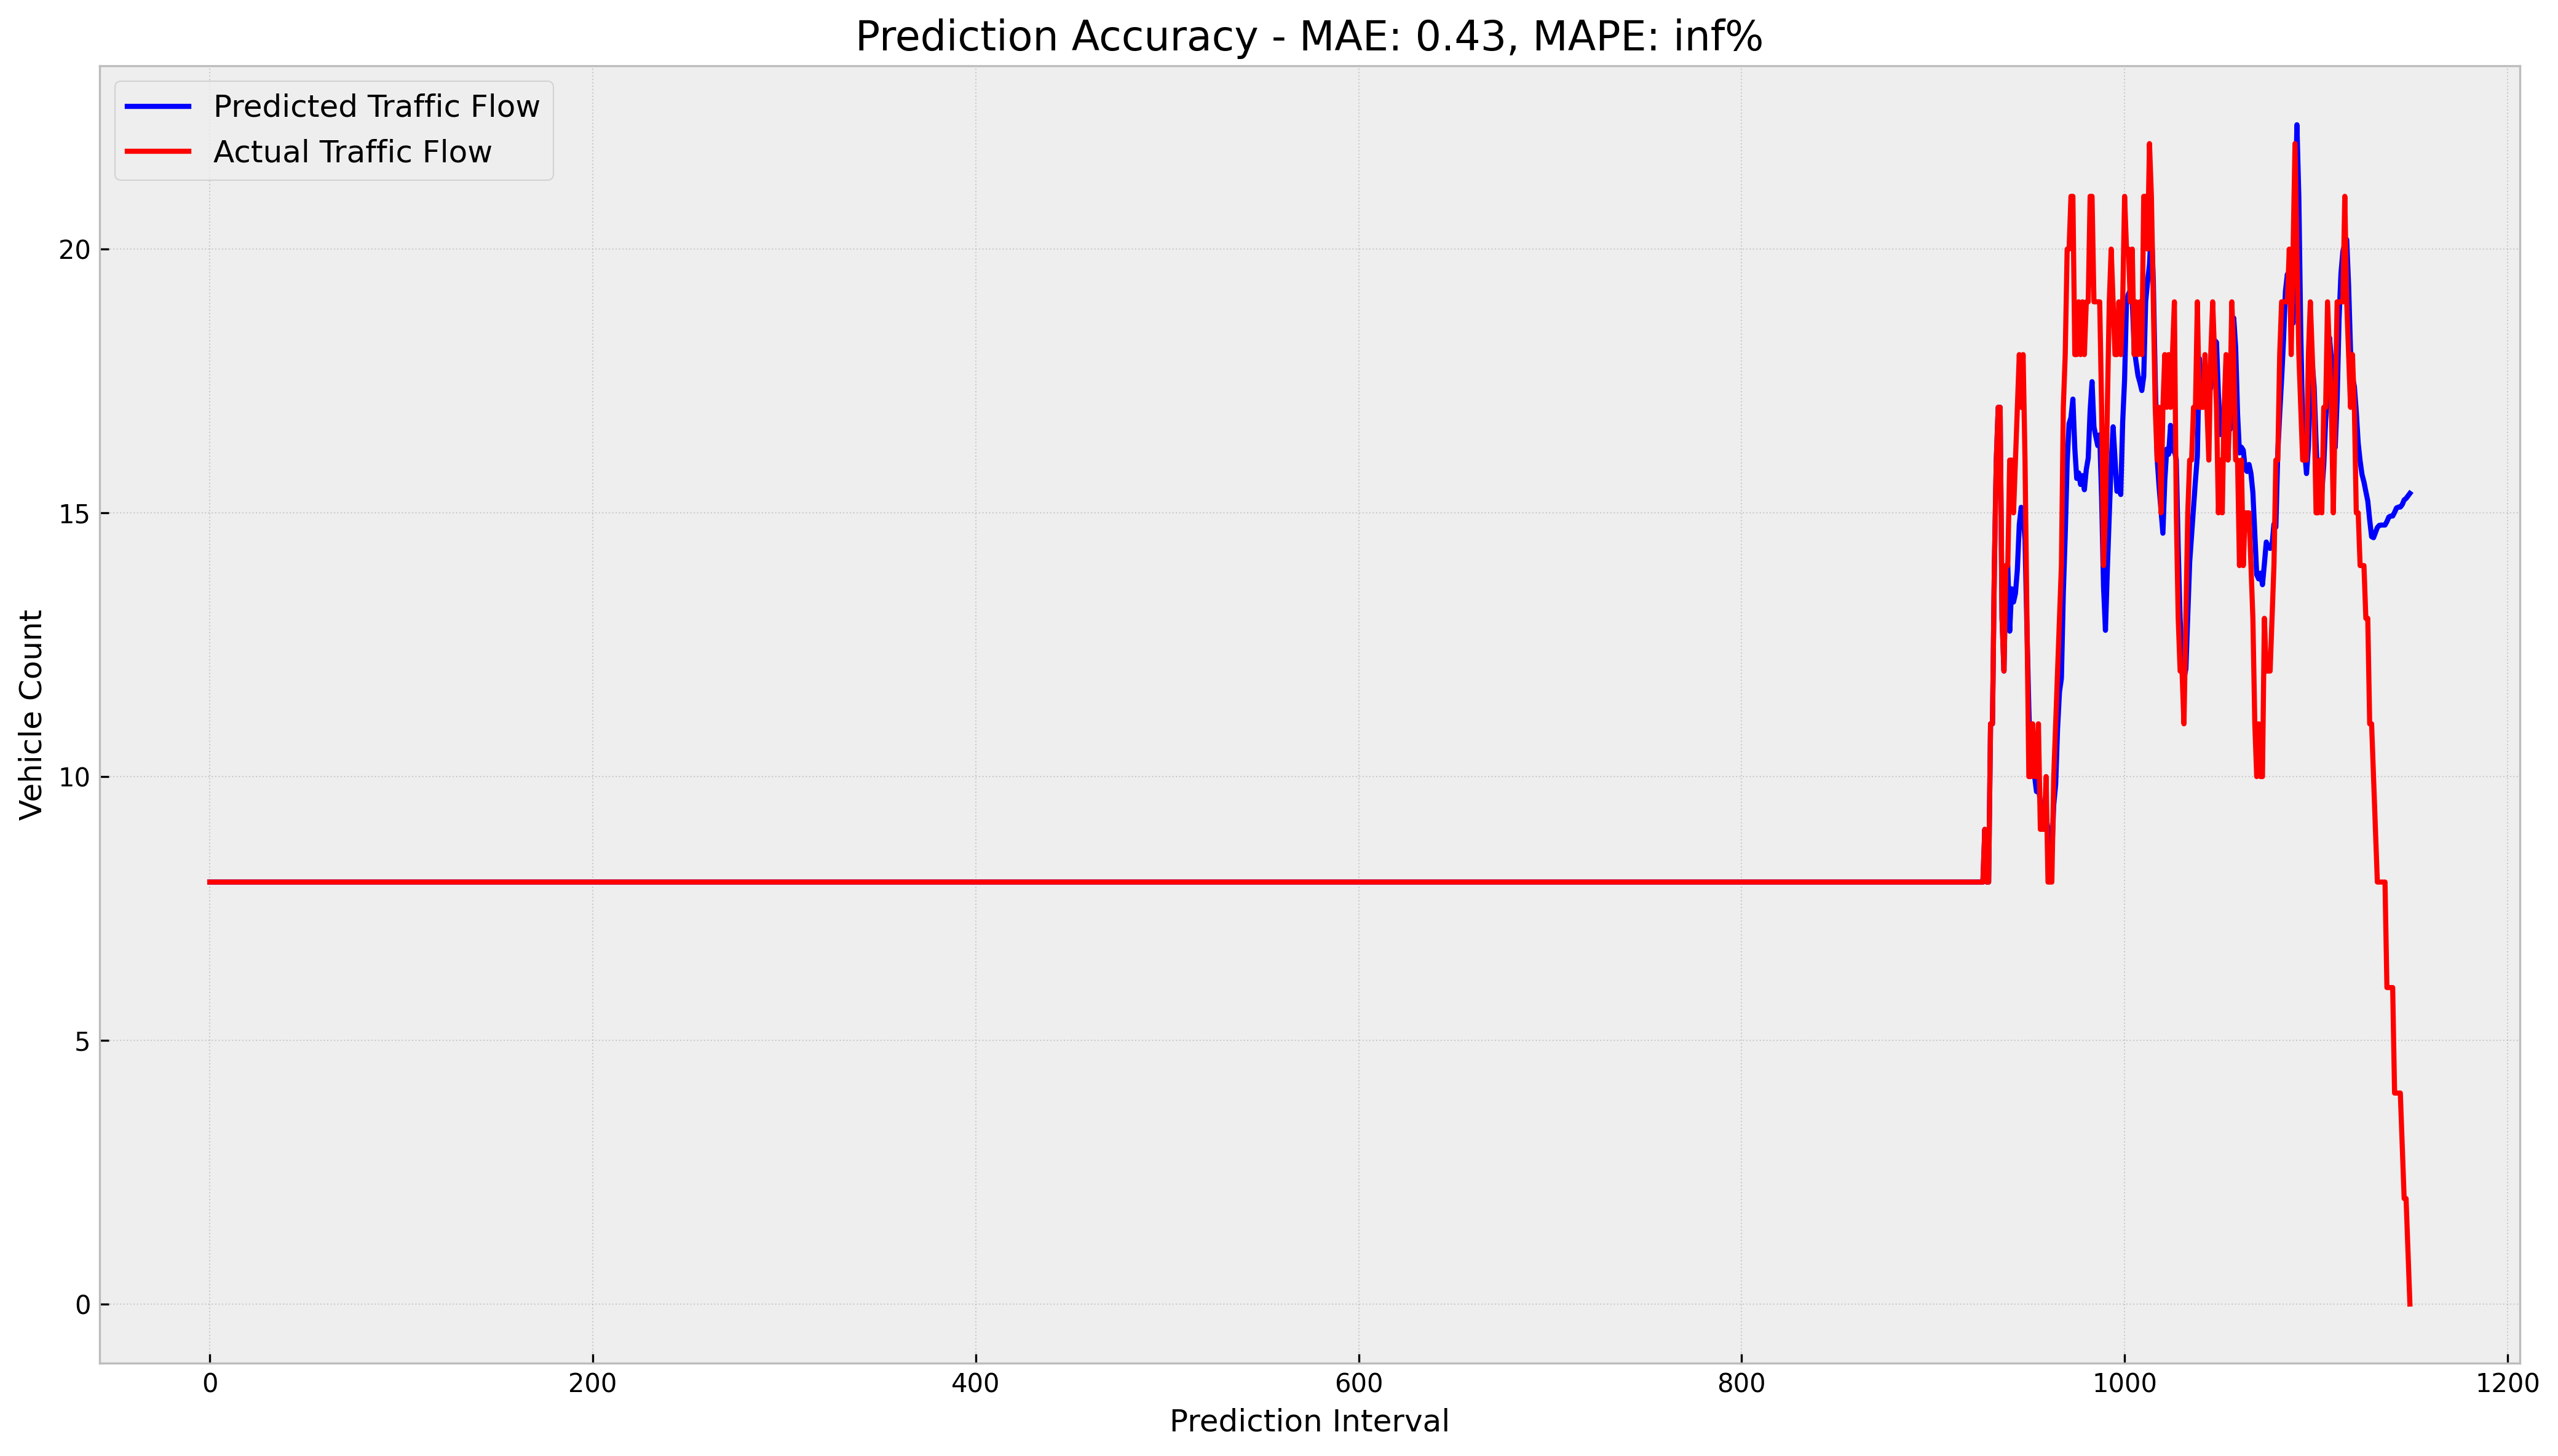 Prediction Accuracy - MAE: 0.43, MAPE: inf%
Predicted Traffic Flow
Actual Traffic Flow
Vehicle Count
20
15
10
5
0
0 200 400 600 800 1000 1200
Prediction Interval